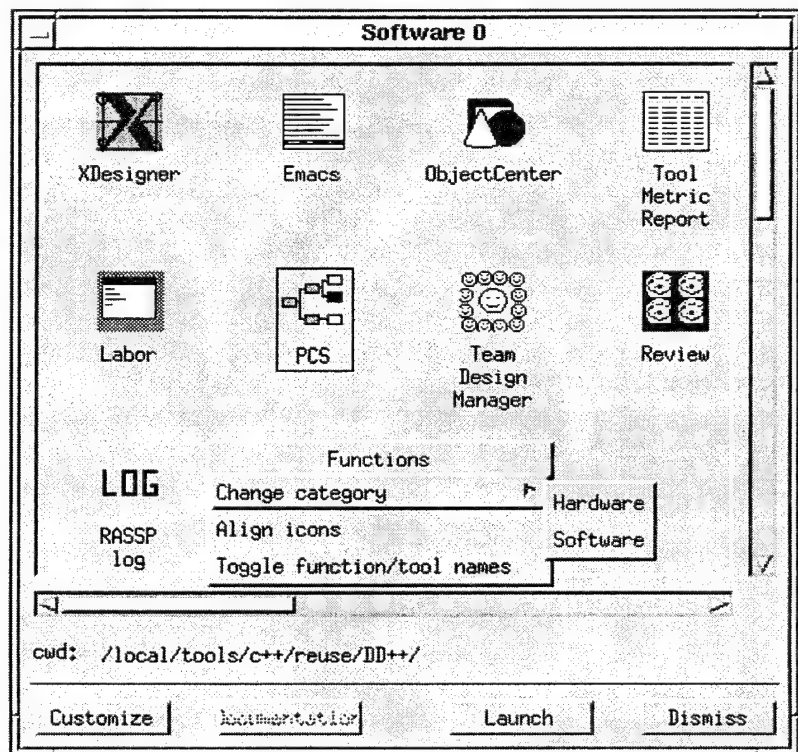 Software 0
XDesigner
Emacs
ObjectCenter
Tool
Metric
Report
Labor
PCS
Team
Design
Manager
Review
LOG
RASSP
log
Functions
Change category
Align icons
Toggle function/tool names
Hardware
Software
cwd: /local/tools/c++/reuse/DD++/
Customize
Documentation
Launch
Dismiss